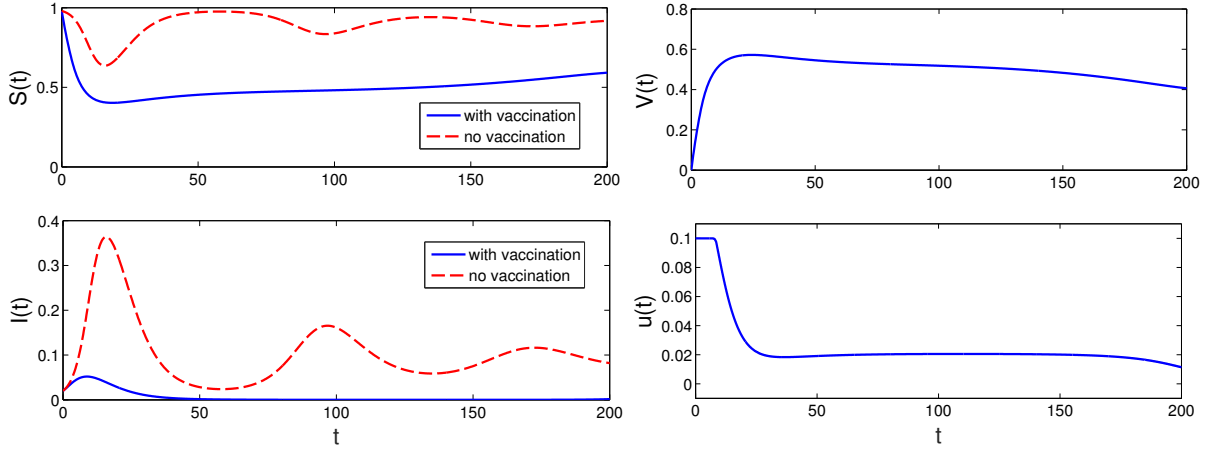 S(t)
1
0.5
0
0 50 100 150 200
with vaccination
no vaccination
V(t)
0.8
0.6
0.4
0.2
0
0 50 100 150 200
I(t)
0.4
0.3
0.2
0.1
0
0 50 100 150 200
t
with vaccination
no vaccination
u(t)
0.1
0.08
0.06
0.04
0.02
0
0 50 100 150 200
t